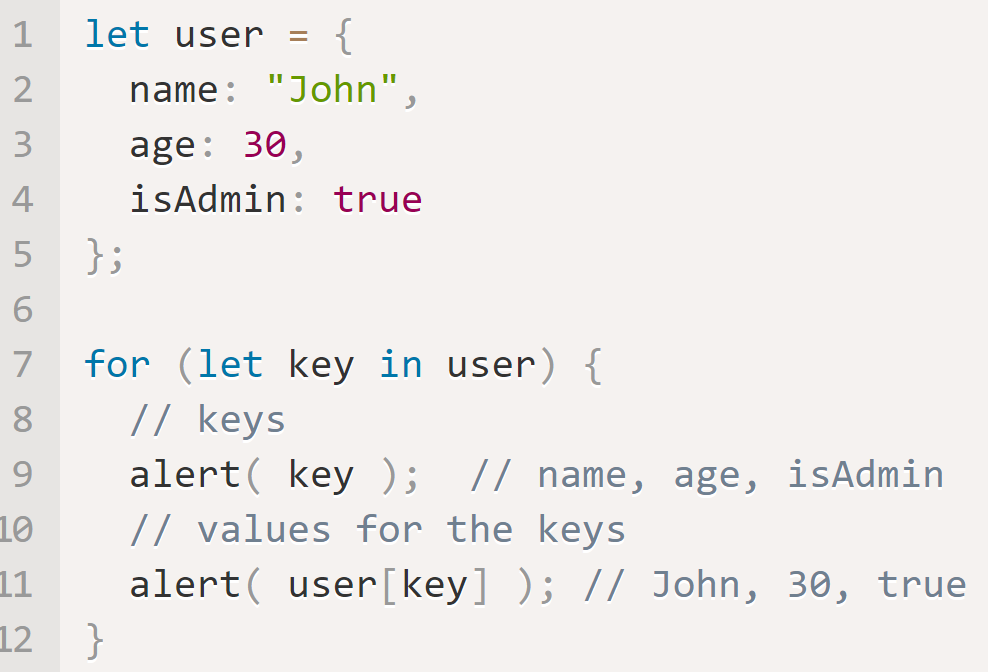 1 let user = {
2   name: "John",
3   age: 30,
4   isAdmin: true
5 };
6
7 for (let key in user) {
8   // keys
9   alert( key );  // name, age, isAdmin
10   // values for the keys
11   alert( user[key] ); // John, 30, true
12 }